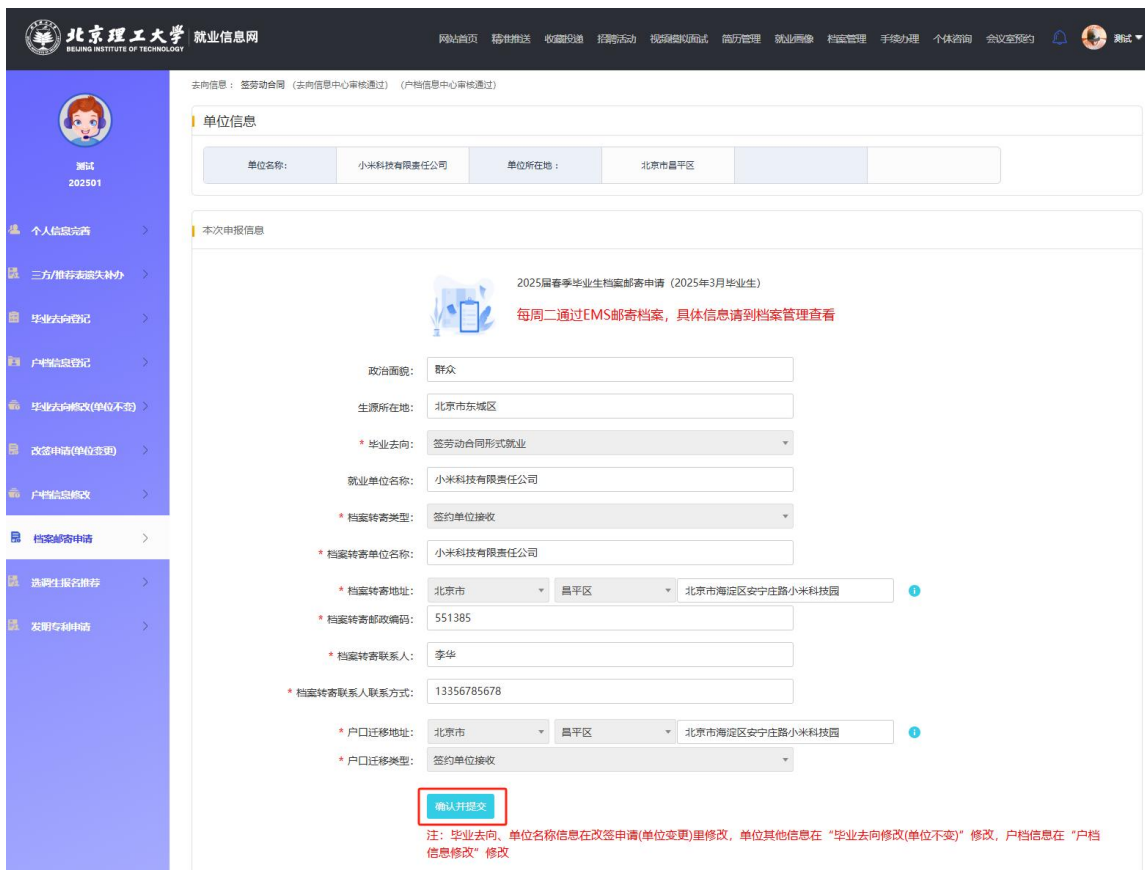 北京理工大学 就业信息网
BEIJING INSTITUTE OF TECHNOLOGY
网站首页 精准推送 收藏投递 招聘活动 视频模拟面试 简历管理 就业画像 档案管理 手续办理 个体咨询 会议室预约 测试
去向信息： 签劳动合同 （去向信息中心审核通过） （户档信息中心审核通过）
测试
202501
个人信息完善
三方/推荐表遗失补办
毕业去向登记
户档信息登记
毕业去向修改(单位不变)
改签申请(单位变更)
户档信息修改
档案邮寄申请
选调生报名推荐
发明专利申请
单位信息
单位名称: 小米科技有限责任公司 单位所在地： 北京市昌平区
本次申报信息
2025届春季毕业生档案邮寄申请（2025年3月毕业生）
每周二通过EMS邮寄档案，具体信息请到档案管理查看
政治面貌: 群众
生源所在地: 北京市东城区
* 毕业去向: 签劳动合同形式就业
就业单位名称: 小米科技有限责任公司
* 档案转寄类型: 签约单位接收
* 档案转寄单位名称: 小米科技有限责任公司
* 档案转寄地址: 北京市 昌平区 北京市海淀区安宁庄路小米科技园
* 档案转寄邮政编码: 551385
* 档案转寄联系人: 李华
* 档案转寄联系人联系方式: 13356785678
* 户口迁移地址: 北京市 昌平区 北京市海淀区安宁庄路小米科技园
* 户口迁移类型: 签约单位接收
确认并提交
注：毕业去向、单位名称信息在改签申请(单位变更)里修改，单位其他信息在“毕业去向修改(单位不变)”修改，户档信息在“户档
信息修改”修改